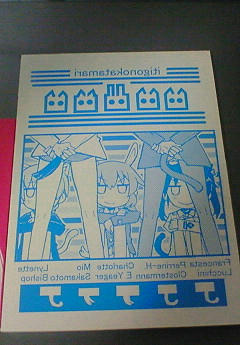 itigonokatamari
Francesca Perrine-H. Charlotte Mio Lynette
Lucchini Clostermann E Yeager Sakamoto Bishop